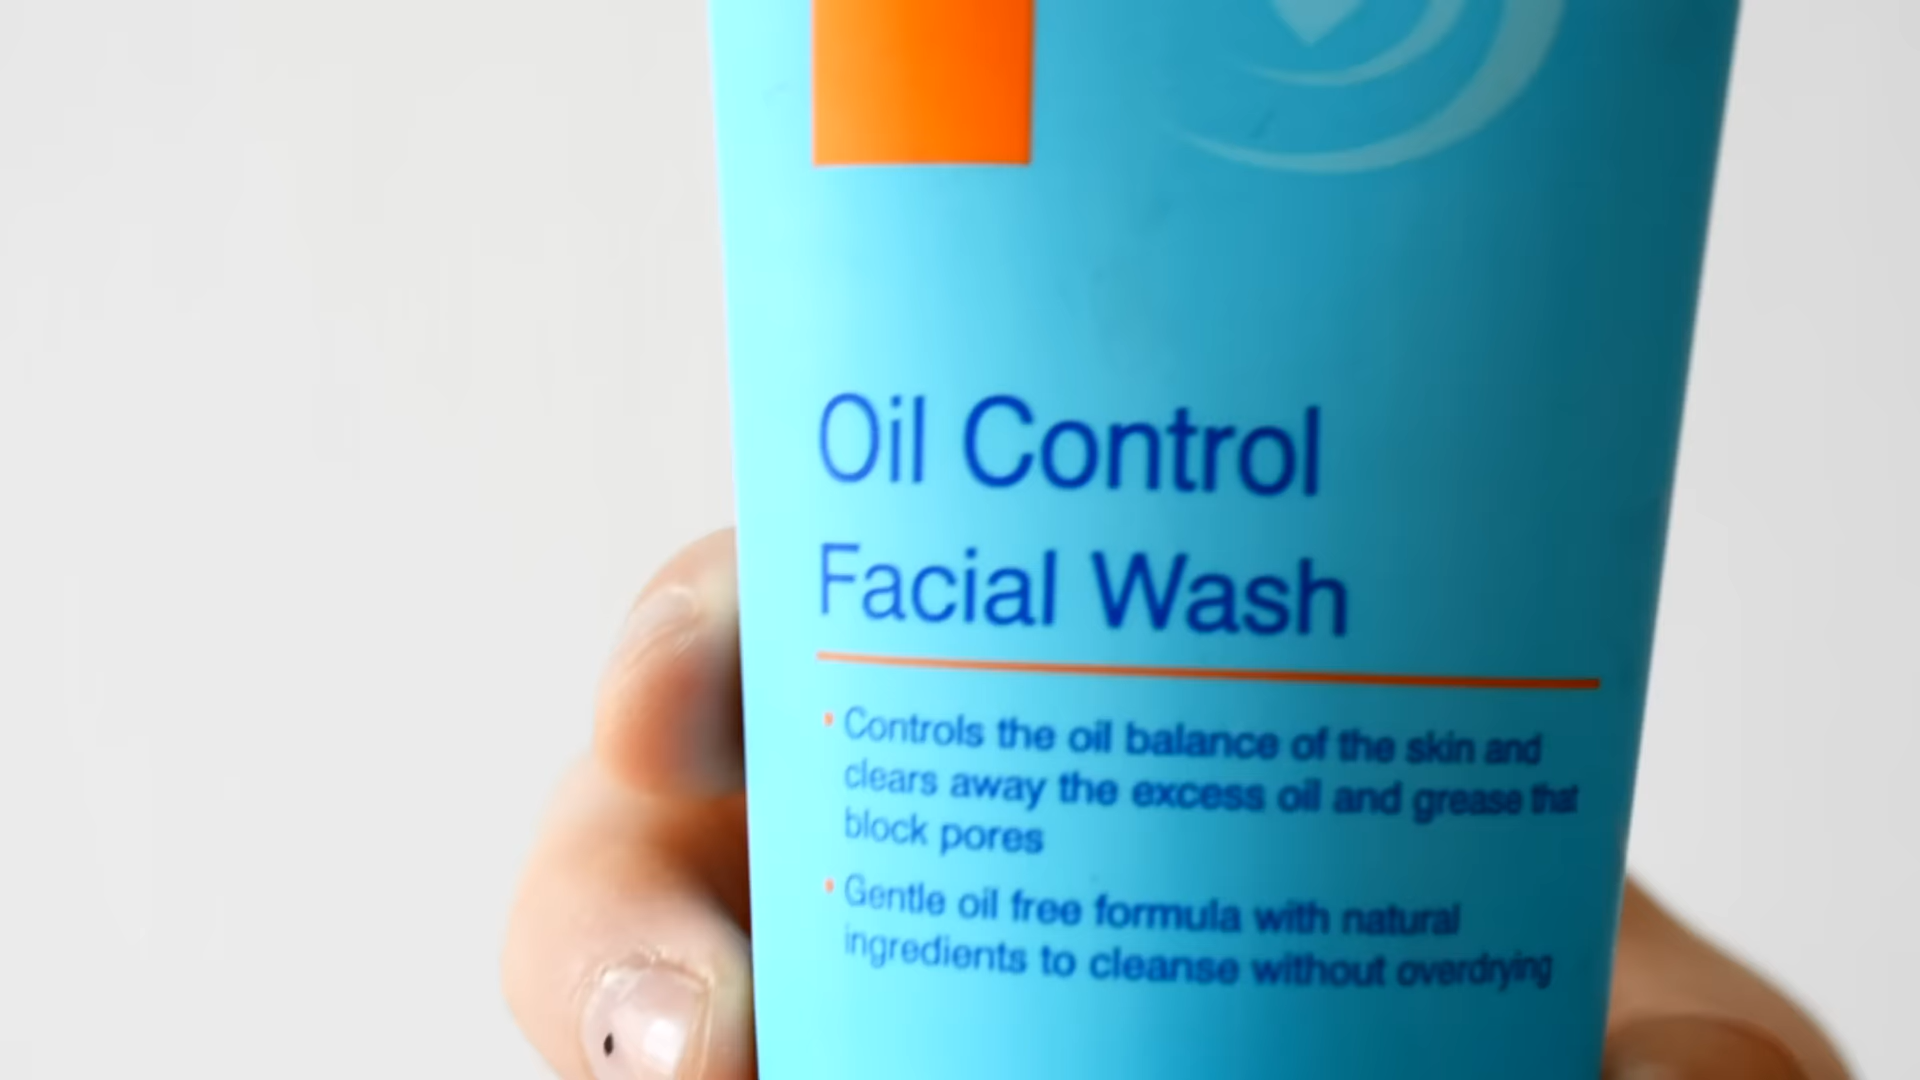 Oil Control
Facial Wash
Controls the oil balance of the skin and
clears away the excess oil and grease that
block pores
Gentle oil free formula with natural
ingredients to cleanse without overdrying